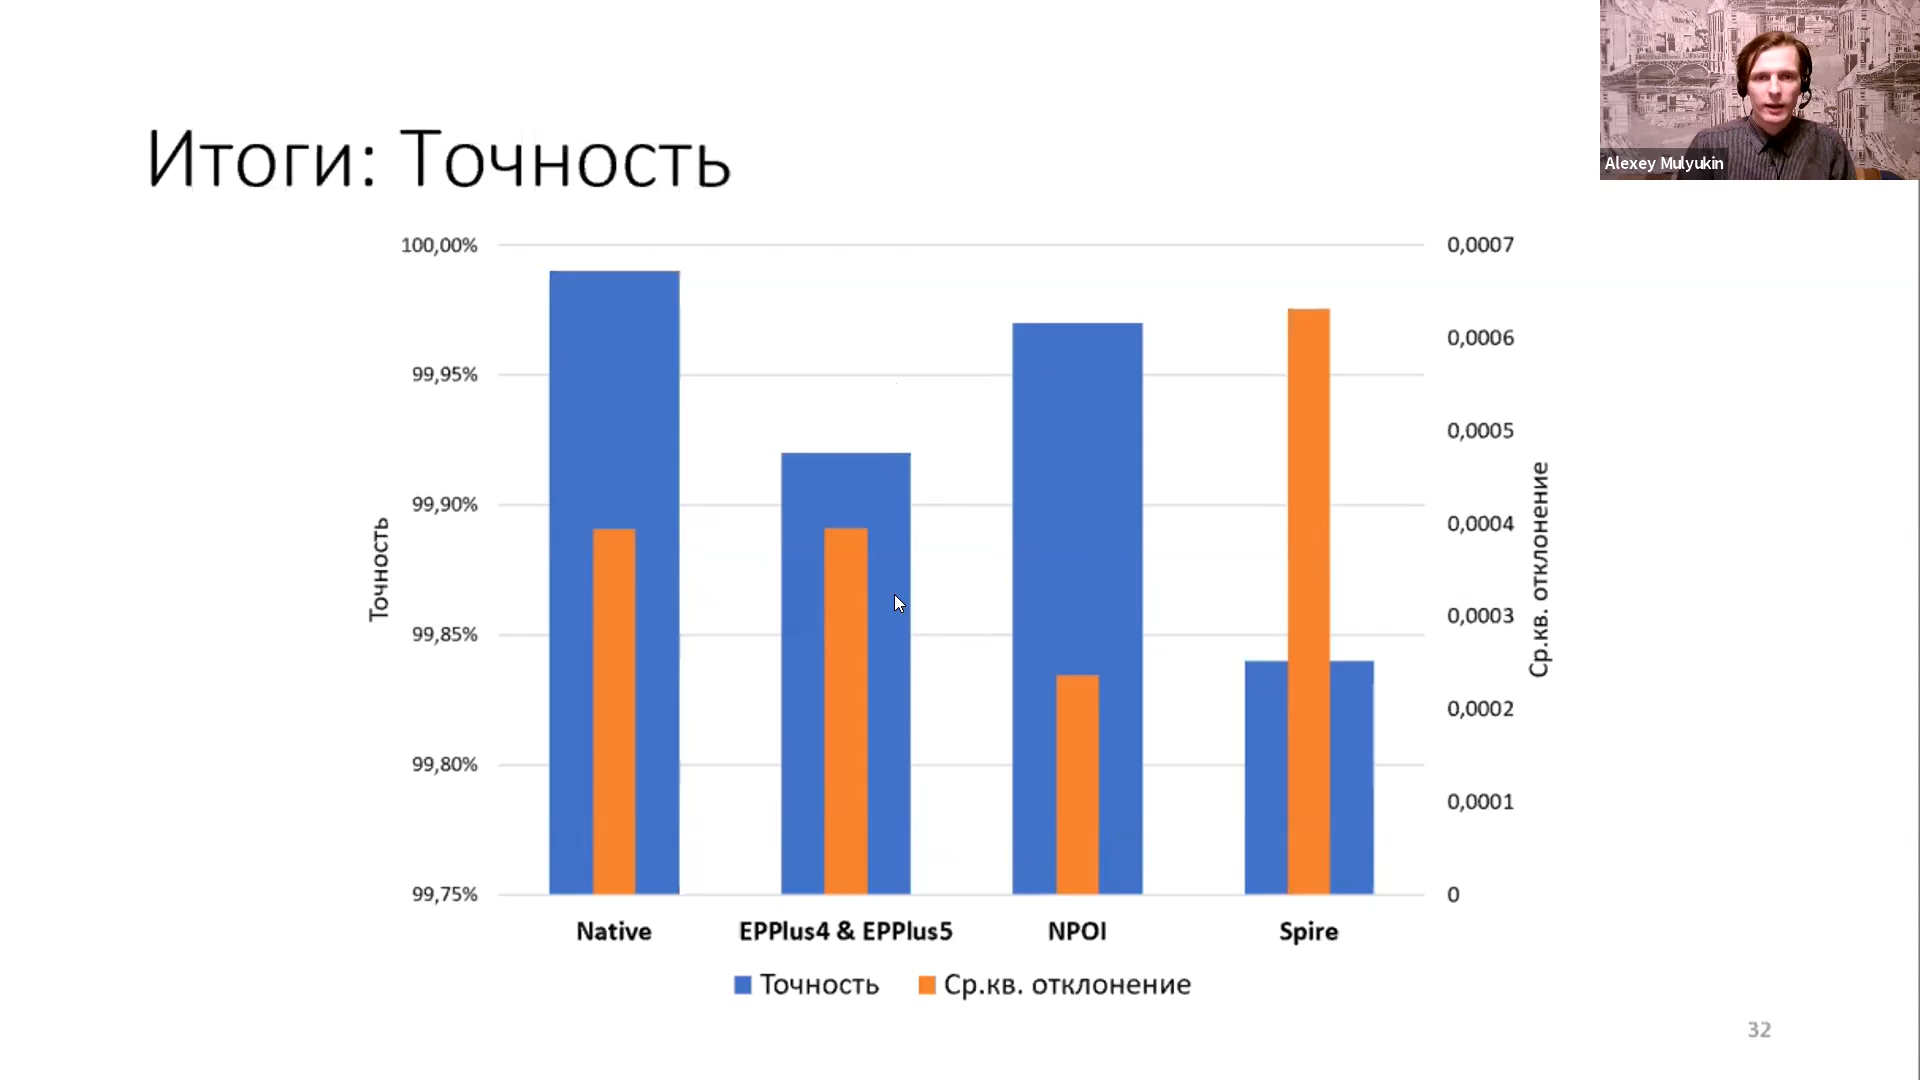 Alexey Mulyukin
Итоги: Точность
100,00%
99,95%
99,90%
99,85%
99,80%
99,75%
Точность
0,0007
0,0006
0,0005
0,0004
0,0003
0,0002
0,0001
0
Ср.кв. отклонение
Native
EPPlus4 & EPPlus5
NPOI
Spire
Точность
Ср.кв. отклонение
32